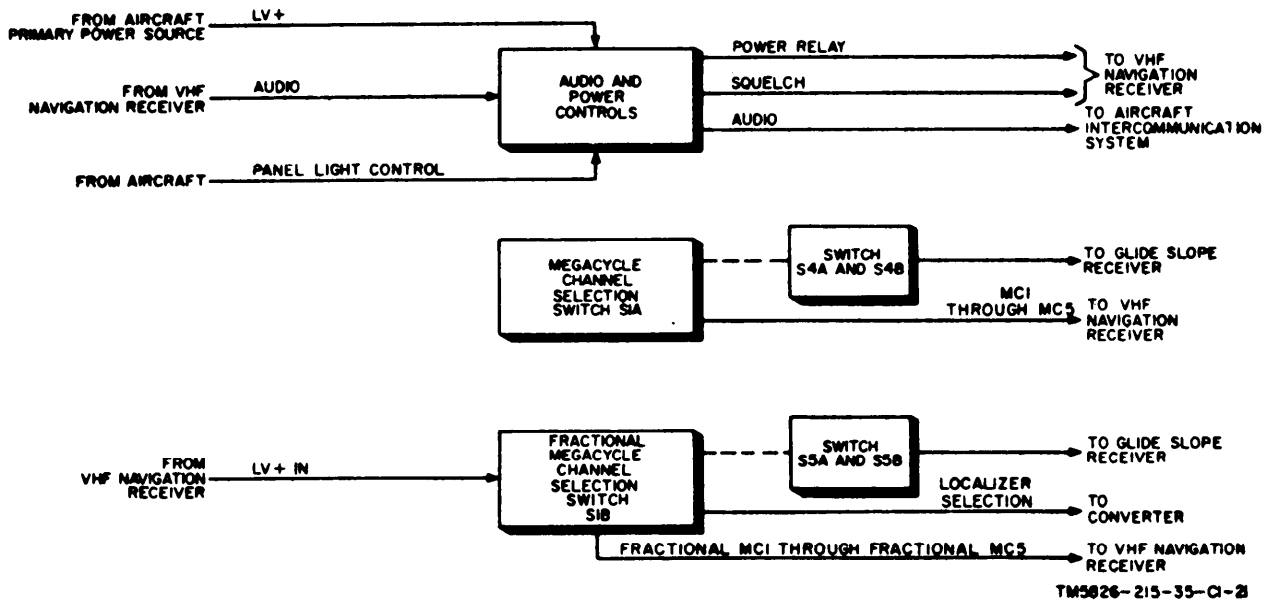 FROM AIRCRAFT
PRIMARY POWER SOURCE
LV+
FROM VHF
NAVIGATION RECEIVER
AUDIO
FROM AIRCRAFT
PANEL LIGHT CONTROL
AUDIO AND
POWER
CONTROLS
POWER RELAY
SQUELCH
TO VHF
NAVIGATION
RECEIVER
AUDIO
TO AIRCRAFT
INTERCOMMUNICATION
SYSTEM
MEGACYCLE
CHANNEL
SELECTION
SWITCH S1A
SWITCH
S4A AND S4B
TO GLIDE SLOPE
RECEIVER
MC1
THROUGH MC5
TO VHF
NAVIGATION
RECEIVER
FROM
VHF NAVIGATION
RECEIVER
LV+ IN
FRACTIONAL
MEGACYCLE
CHANNEL
SELECTION
SWITCH
S1B
SWITCH
S5A AND S5B
TO GLIDE SLOPE
RECEIVER
LOCALIZER
SELECTION
TO
CONVERTER
FRACTIONAL MC1 THROUGH FRACTIONAL MC5
TO VHF NAVIGATION
RECEIVER
TM5826-215-35-C1-21